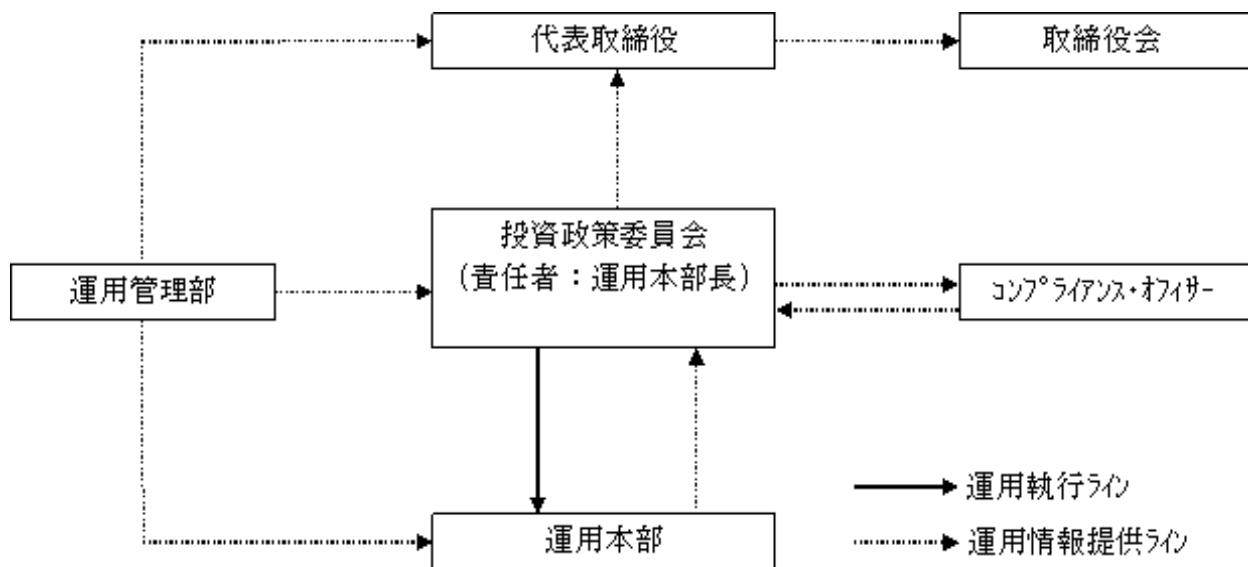 代表取締役
取締役会
投資政策委員会
(責任者：運用本部長)
運用管理部
ｺﾝﾌﾟﾗｲｱﾝｽ・ｵﾌｨｻｰ
運用執行ﾗｲﾝ
運用本部
運用情報提供ﾗｲﾝ